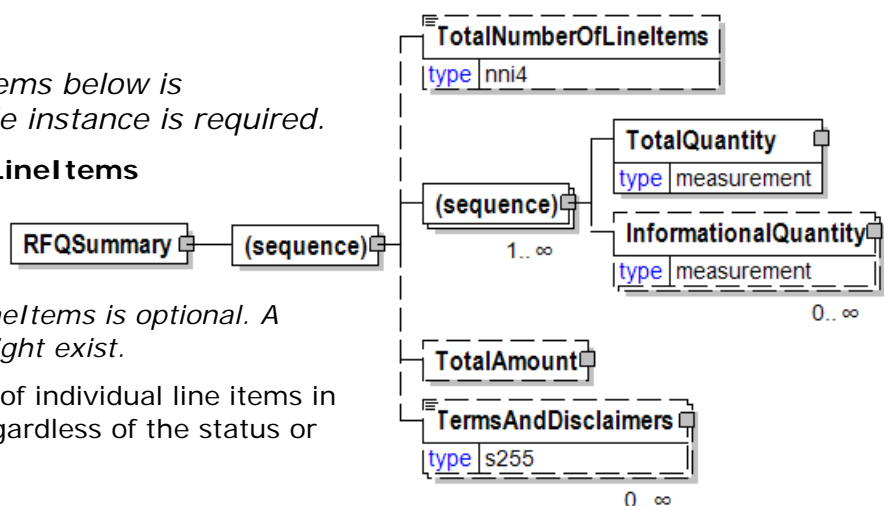 TotalNumberOfLineItems
type nni4
ems below is
e instance is required.
LineItems
TotalQuantity
type measurement
(sequence)
1.. ∞
InformationalQuantity
type measurement
0.. ∞
RFQSummary
(sequence)
neItems is optional. A
ight exist.
TotalAmount
of individual line items in
gardless of the status or
TermsAndDisclaimers
type s255
0.. ∞